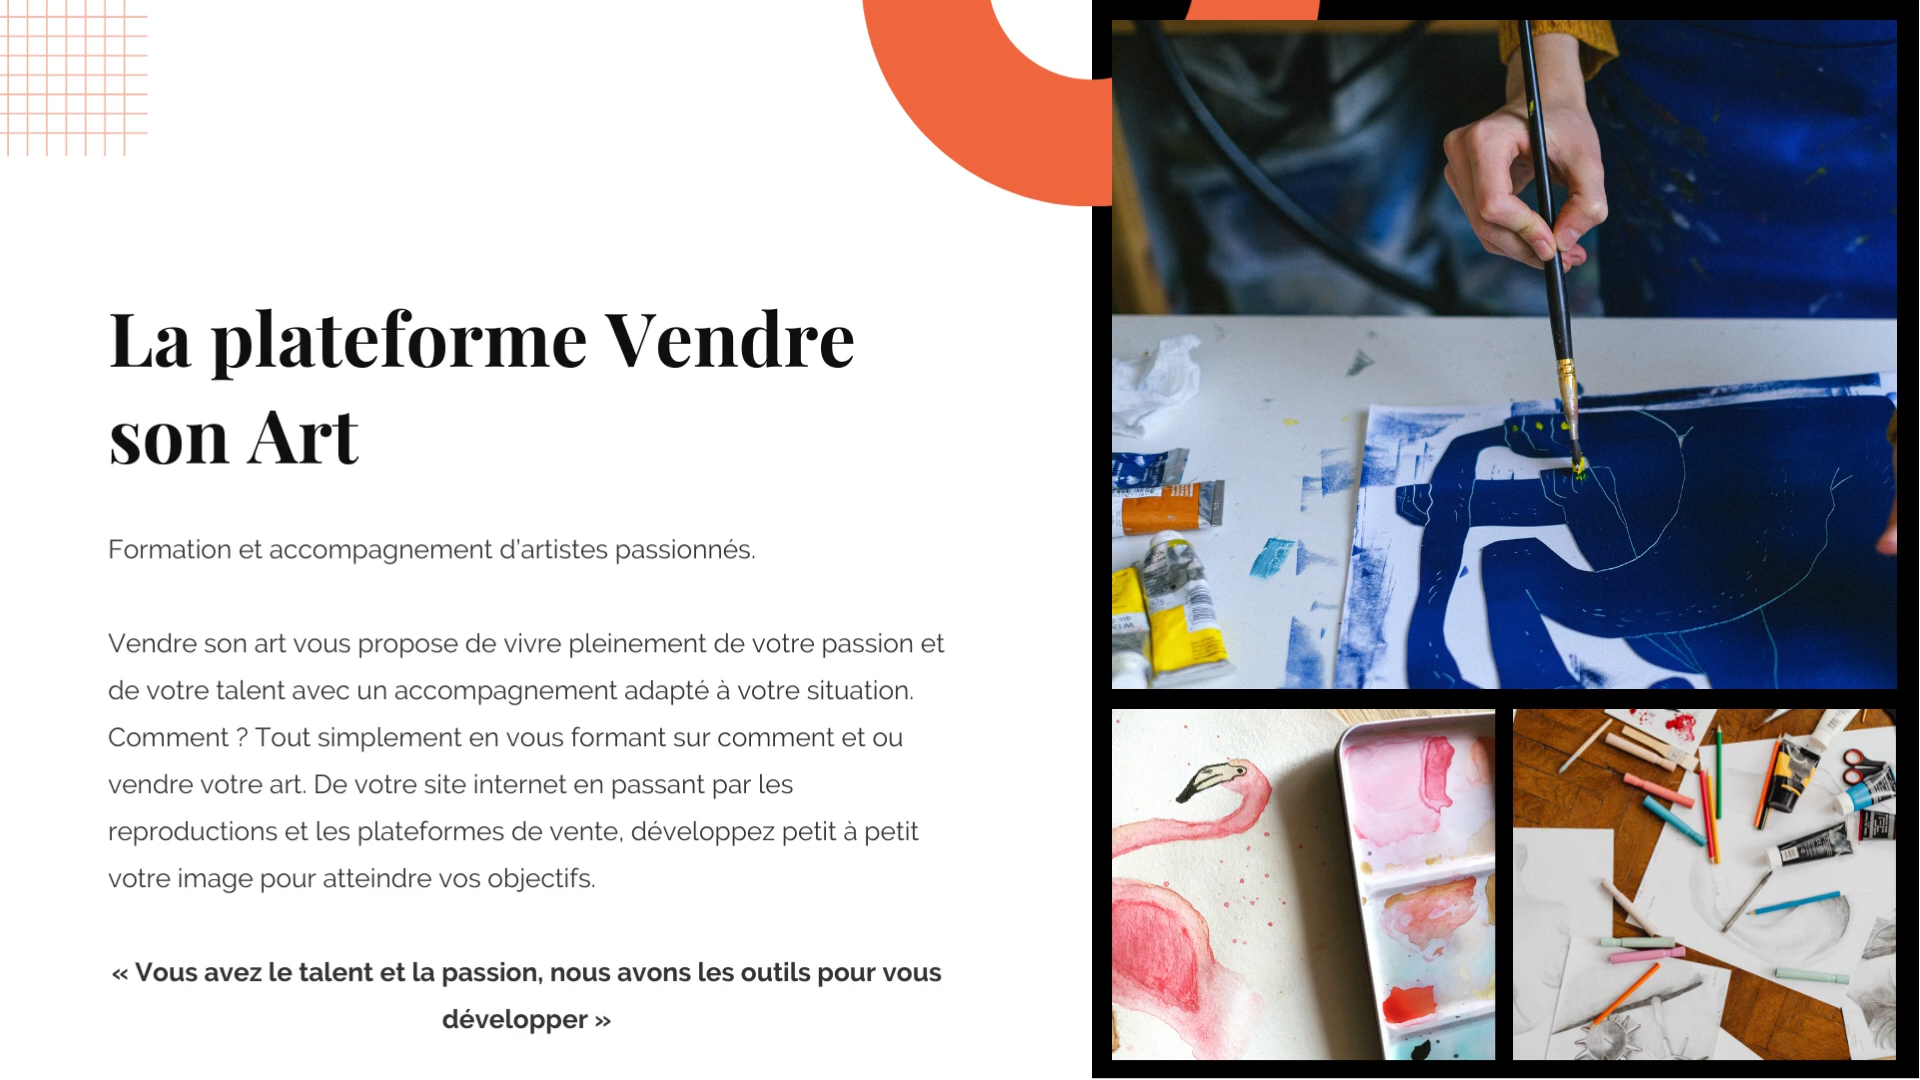 La plateforme Vendre
son Art
Formation et accompagnement d’artistes passionnés.
Vendre son art vous propose de vivre pleinement de votre passion et
de votre talent avec un accompagnement adapté à votre situation.
Comment ? Tout simplement en vous formant sur comment et ou
vendre votre art. De votre site internet en passant par les
reproductions et les plateformes de vente, développez petit à petit
votre image pour atteindre vos objectifs.
« Vous avez le talent et la passion, nous avons les outils pour vous
développer »